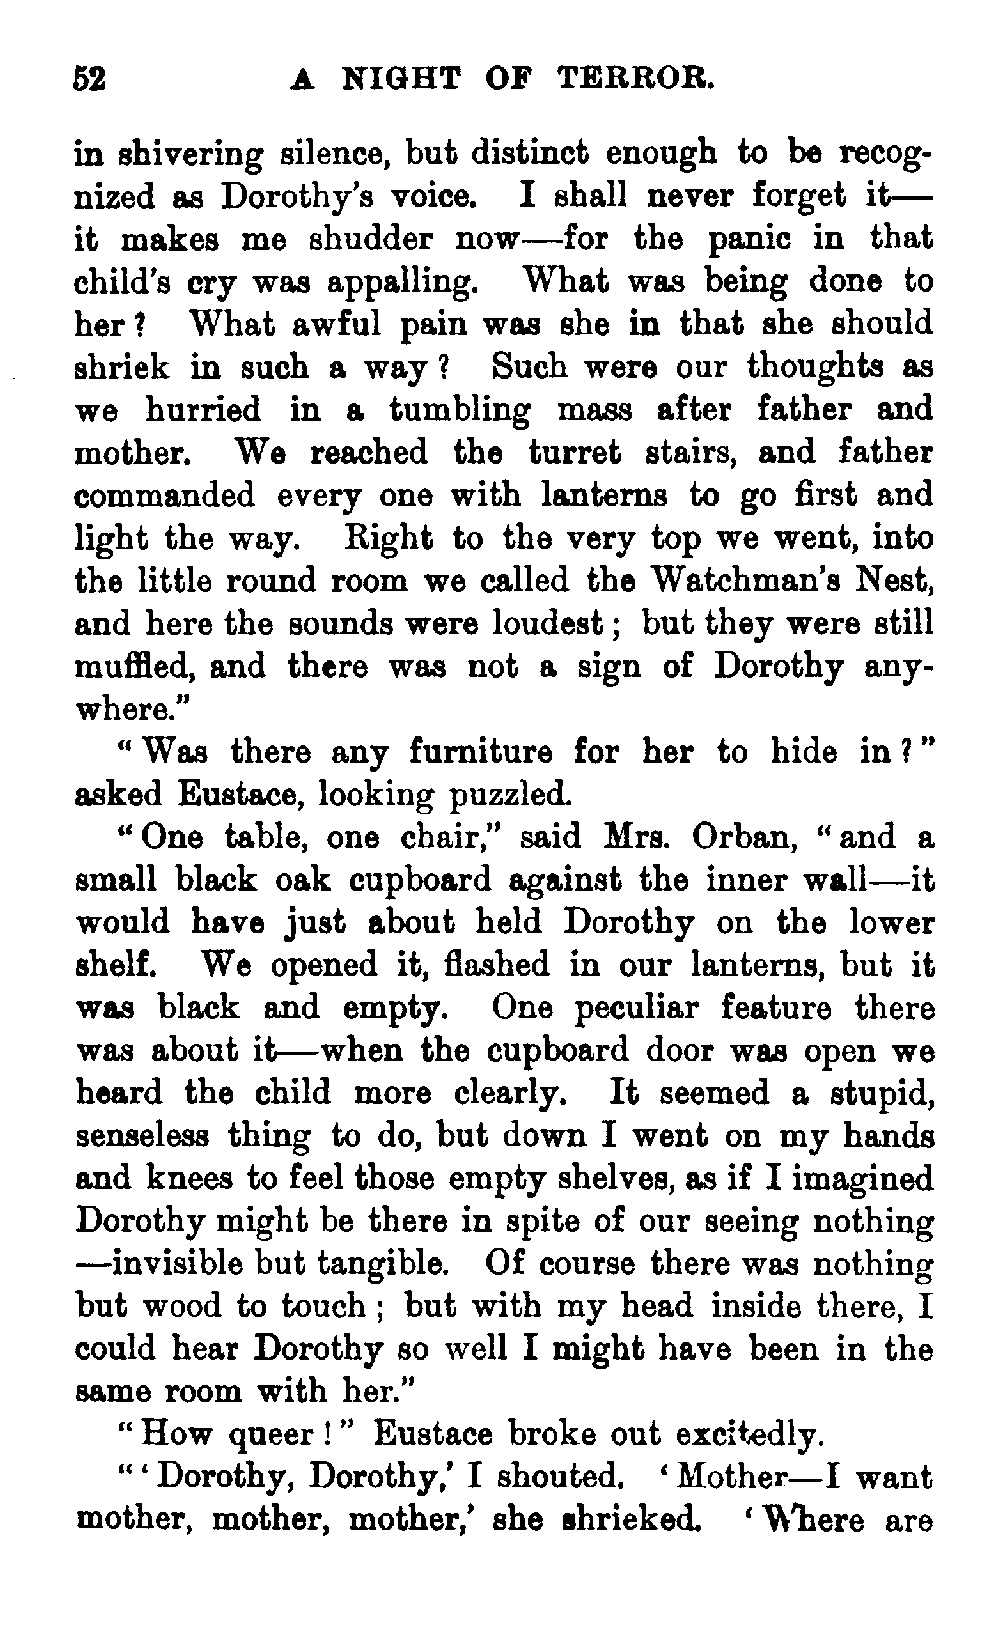 52 A NIGHT OF TERROR.
in shivering silence, but distinct enough to be recog-
nized as Dorothy's voice. I shall never forget it—
it makes me shudder now—for the panic in that
child's cry was appalling. What was being done to
her? What awful pain was she in that she should
shriek in such a way? Such were our thoughts as
we hurried in a tumbling mass after father and
mother. We reached the turret stairs, and father
commanded every one with lanterns to go first and
light the way. Right to the very top we went, into
the little round room we called the Watchman's Nest,
and here the sounds were loudest; but they were still
muffled, and there was not a sign of Dorothy any-
where."
"Was there any furniture for her to hide in?"
asked Eustace, looking puzzled.
"One table, one chair," said Mrs. Orban, "and a
small black oak cupboard against the inner wall—it
would have just about held Dorothy on the lower
shelf. We opened it, flashed in our lanterns, but it
was black and empty. One peculiar feature there
was about it—when the cupboard door was open we
heard the child more clearly. It seemed a stupid,
senseless thing to do, but down I went on my hands
and knees to feel those empty shelves, as if I imagined
Dorothy might be there in spite of our seeing nothing
—invisible but tangible. Of course there was nothing
but wood to touch; but with my head inside there, I
could hear Dorothy so well I might have been in the
same room with her."
"How queer!" Eustace broke out excitedly.
"'Dorothy, Dorothy,' I shouted. 'Mother—I want
mother, mother, mother,' she shrieked. 'Where are